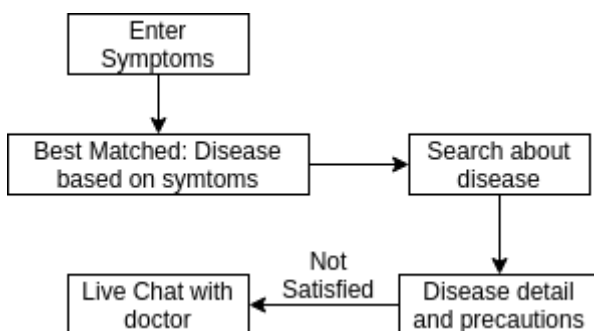 Enter
Symptoms
Best Matched: Disease
based on symtoms
Search about
disease
Not
Satisfied
Disease detail
and precautions
Live Chat with
doctor